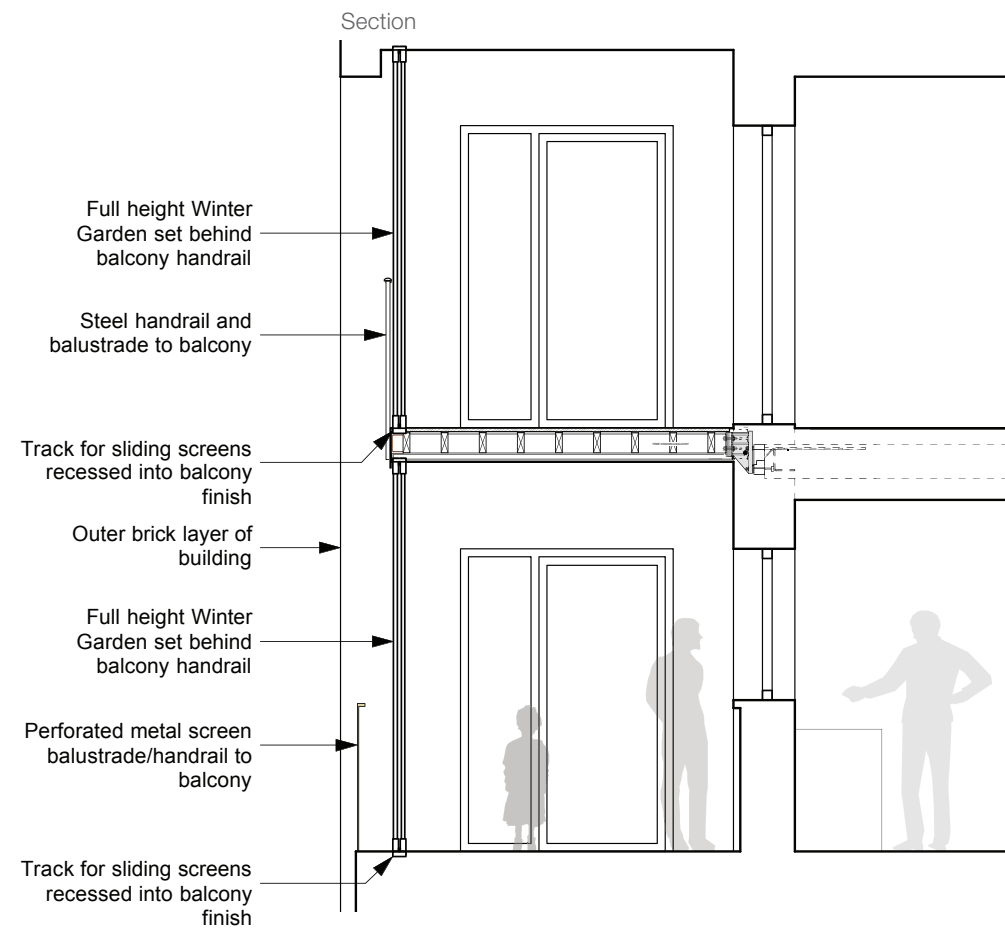 Section
Full height Winter
Garden set behind
balcony handrail
Steel handrail and
balustrade to balcony
Track for sliding screens
recessed into balcony
finish
Outer brick layer of
building
Full height Winter
Garden set behind
balcony handrail
Perforated metal screen
balustrade/handrail to
balcony
Track for sliding screens
recessed into balcony
finish